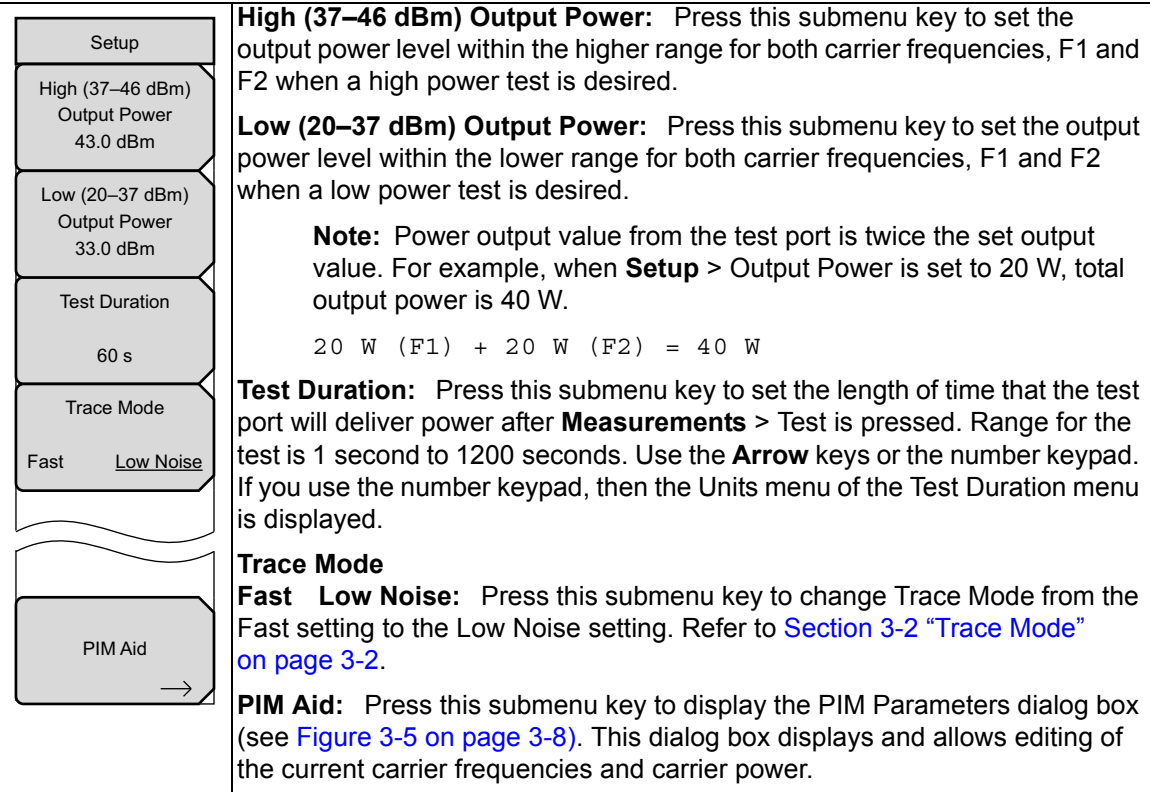 Setup
High (37–46 dBm)
Output Power
43.0 dBm
Low (20–37 dBm)
Output Power
33.0 dBm
Test Duration
60 s
Trace Mode
Fast Low Noise
PIM Aid
High (37–46 dBm) Output Power: Press this submenu key to set the
output power level within the higher range for both carrier frequencies, F1 and
F2 when a high power test is desired.
Low (20–37 dBm) Output Power: Press this submenu key to set the output
power level within the lower range for both carrier frequencies, F1 and F2
when a low power test is desired.
Note: Power output value from the test port is twice the set output
value. For example, when Setup > Output Power is set to 20 W, total
output power is 40 W.
20 W (F1) + 20 W (F2) = 40 W
Test Duration: Press this submenu key to set the length of time that the test
port will deliver power after Measurements > Test is pressed. Range for the
test is 1 second to 1200 seconds. Use the Arrow keys or the number keypad.
If you use the number keypad, then the Units menu of the Test Duration menu
is displayed.
Trace Mode
Fast Low Noise: Press this submenu key to change Trace Mode from the
Fast setting to the Low Noise setting. Refer to Section 3-2 “Trace Mode”
on page 3-2.
PIM Aid: Press this submenu key to display the PIM Parameters dialog box
(see Figure 3-5 on page 3-8). This dialog box displays and allows editing of
the current carrier frequencies and carrier power.